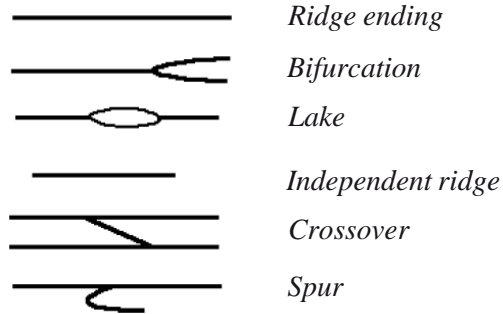 Ridge ending
Bifurcation
Lake
Independent ridge
Crossover
Spur